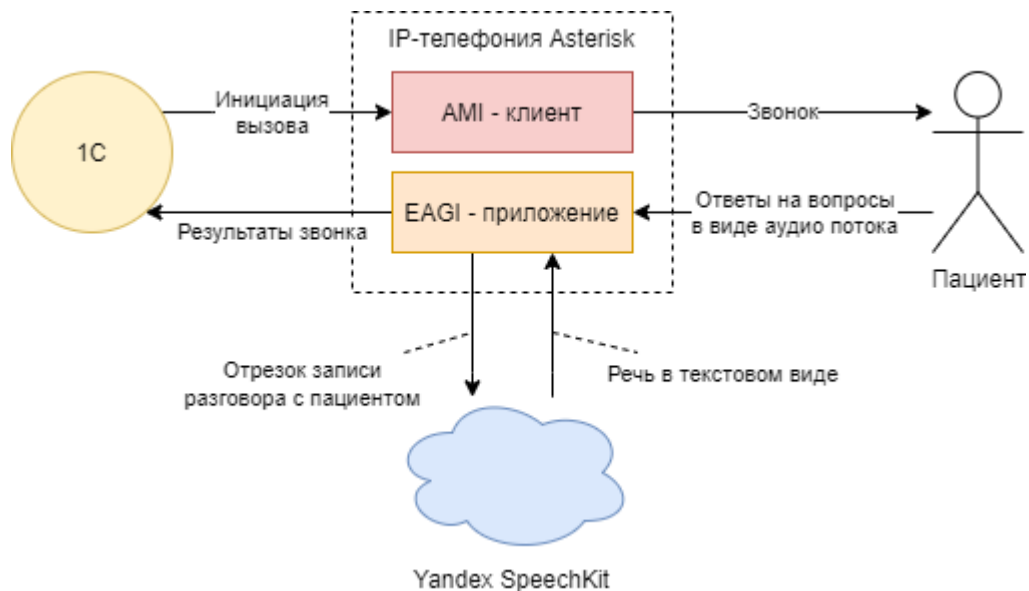 IP-телефония Asterisk
1C
Инициация
вызова
AMI - клиент
Звонок
EAGI - приложение
Результаты звонка
Ответы на вопросы
в виде аудио потока
Пациент
Отрезок записи
разговора с пациентом
Речь в текстовом виде
Yandex SpeechKit